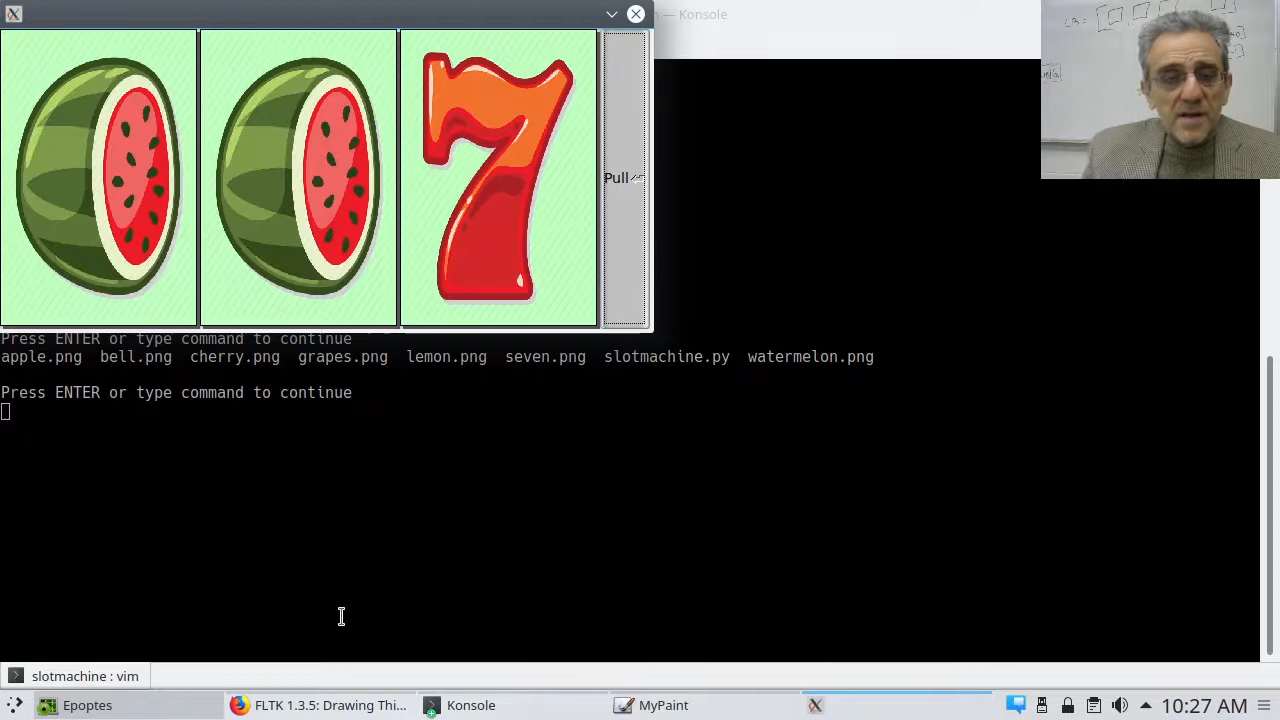 — Konsole
7
Pull
Press ENTER or type command to continue
apple.png bell.png cherry.png grapes.png lemon.png seven.png slotmachine.py watermelon.png
Press ENTER or type command to continue
slotmachine : vim
Epoptes
FLTK 1.3.5: Drawing Thi...
Konsole
MyPaint
10:27 AM